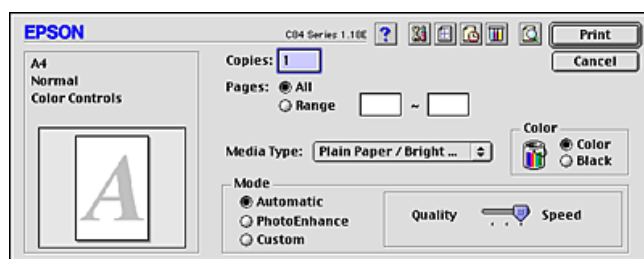 EPSON
C84 Series 1.10E ?
Print
Cancel
A4
Normal
Color Controls
A
Copies: 1
Pages: All
Range ~
Media Type: Plain Paper / Bright ...
Color
Color
Black
Mode
Automatic
PhotoEnhance
Custom
Quality Speed